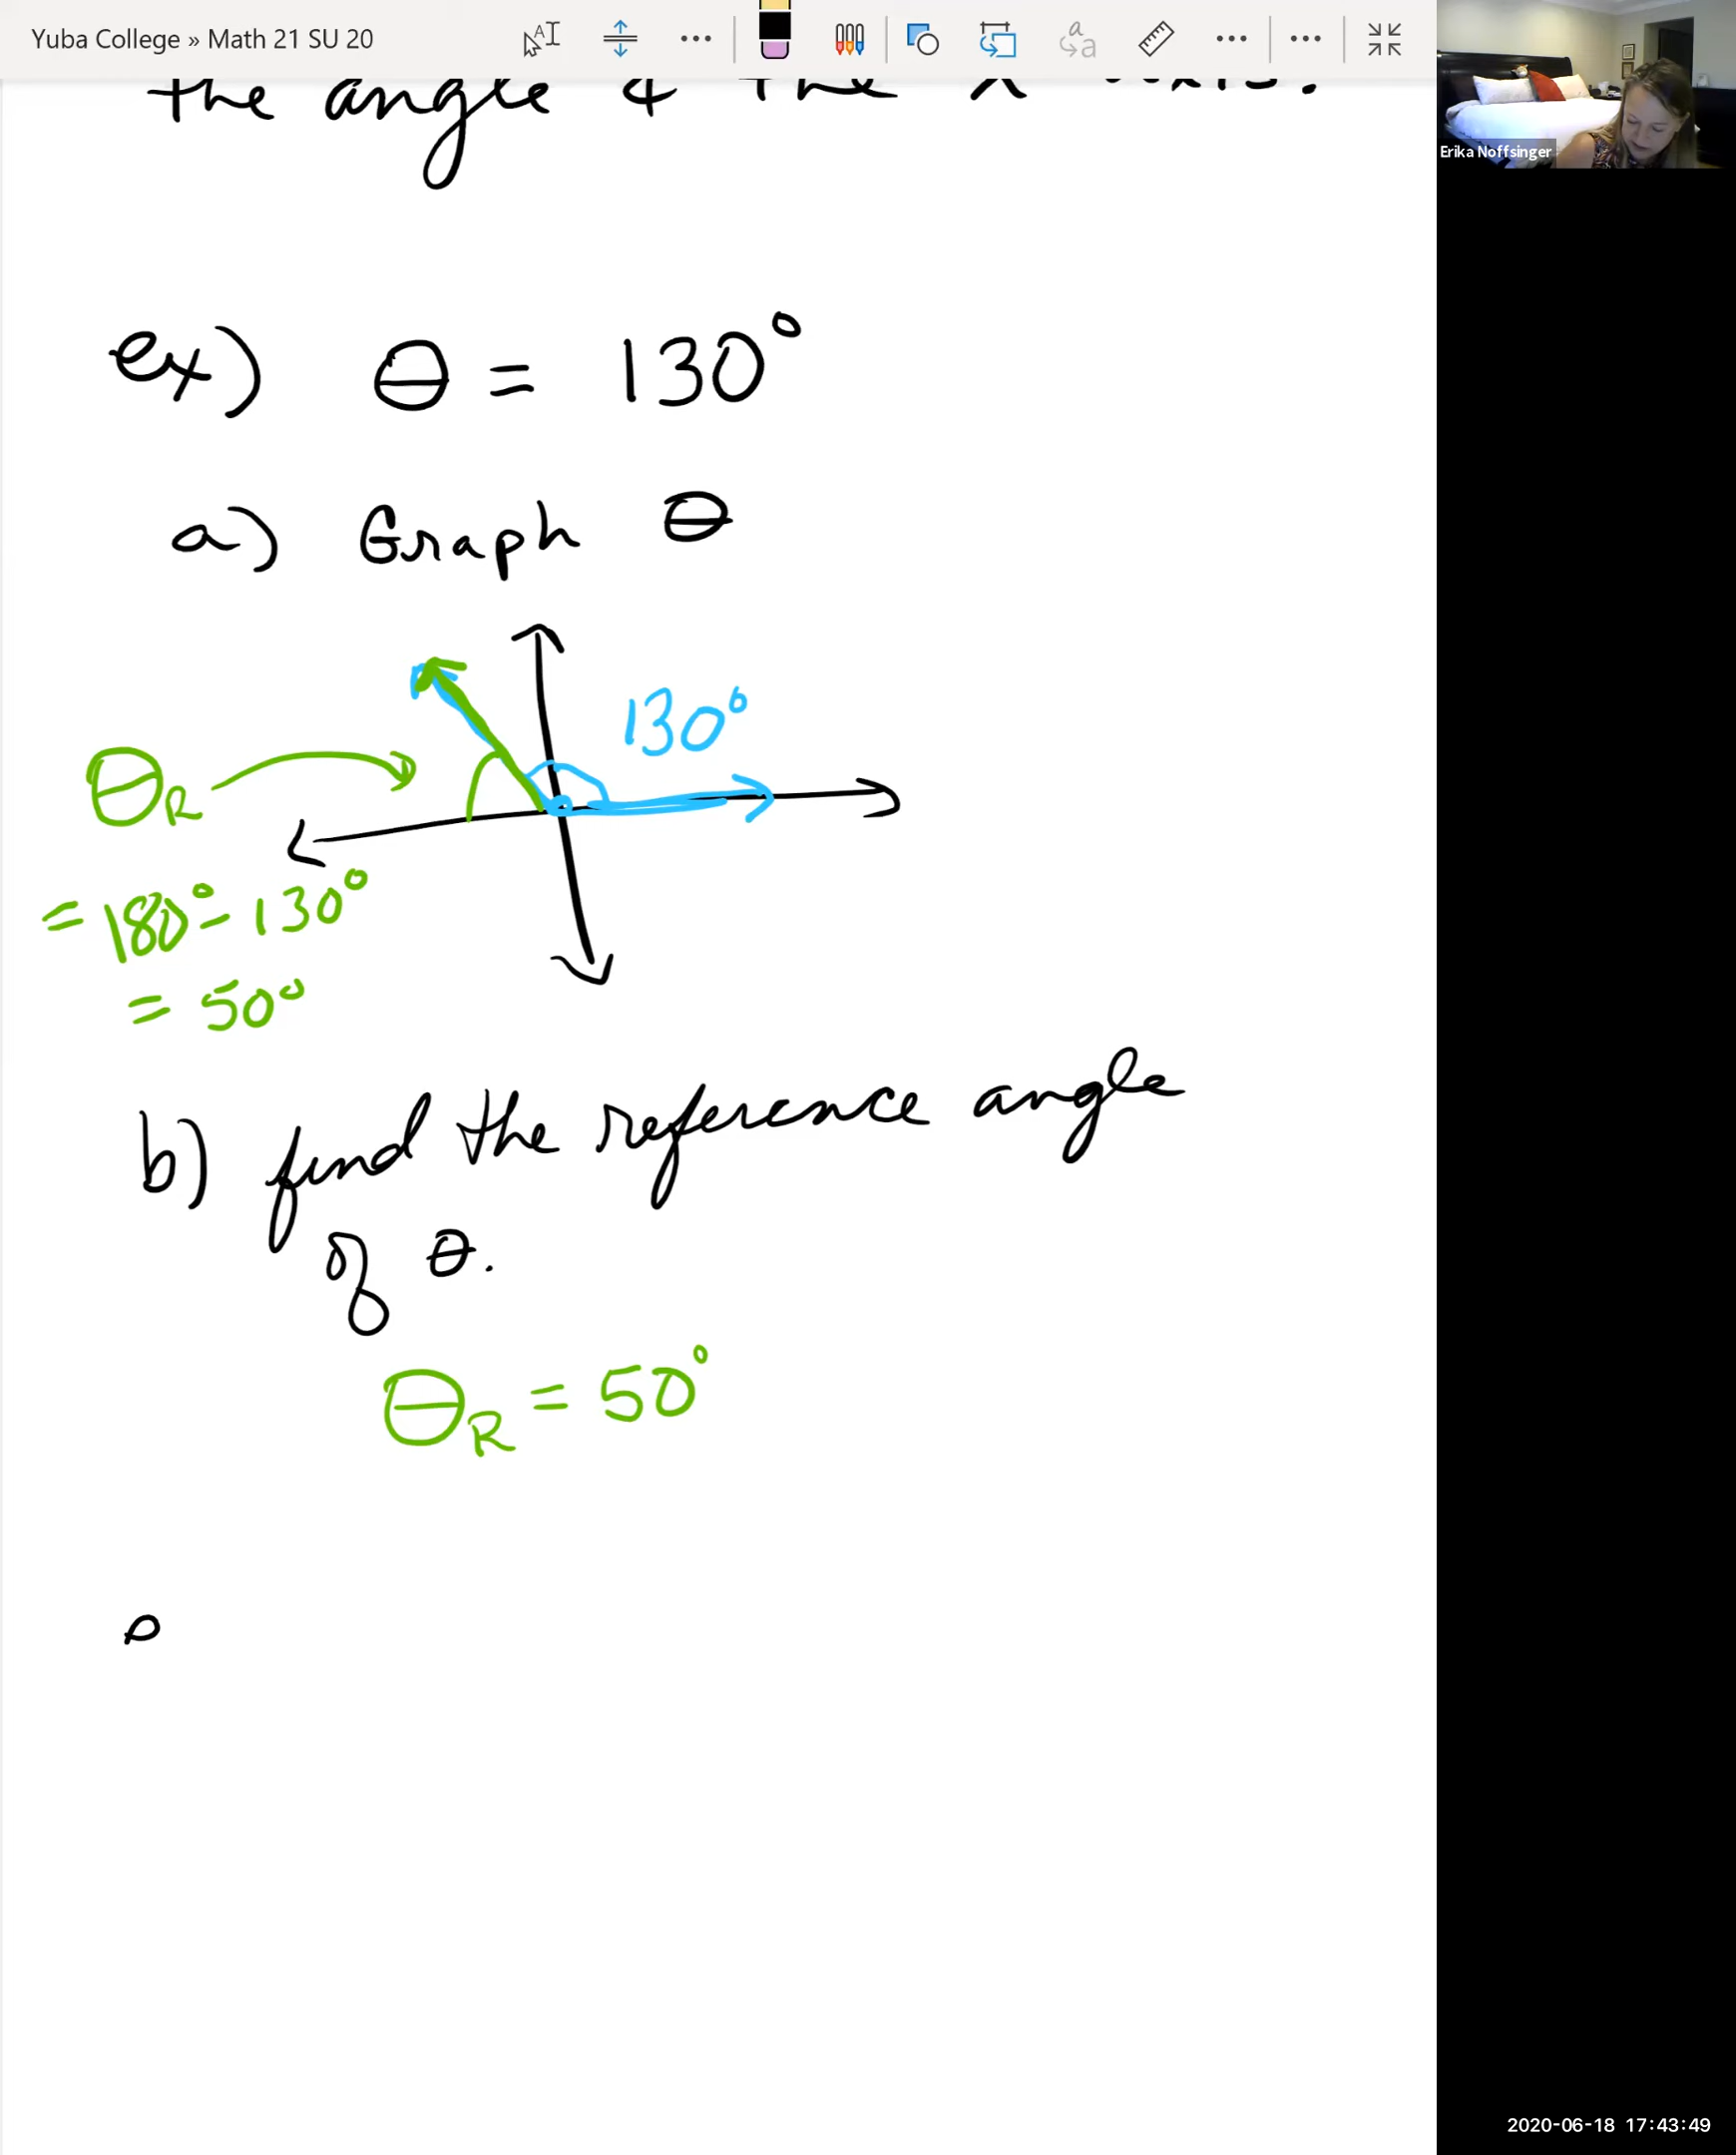 Yuba College » Math 21 SU 20
the angle & the x axis.
Erika Noffsinger
ex) θ = 130°
a) Graph θ
130°
θR
= 180° - 130°
= 50°
b) find the reference angle
of θ.
θR = 50°
2020-06-18 17:43:49